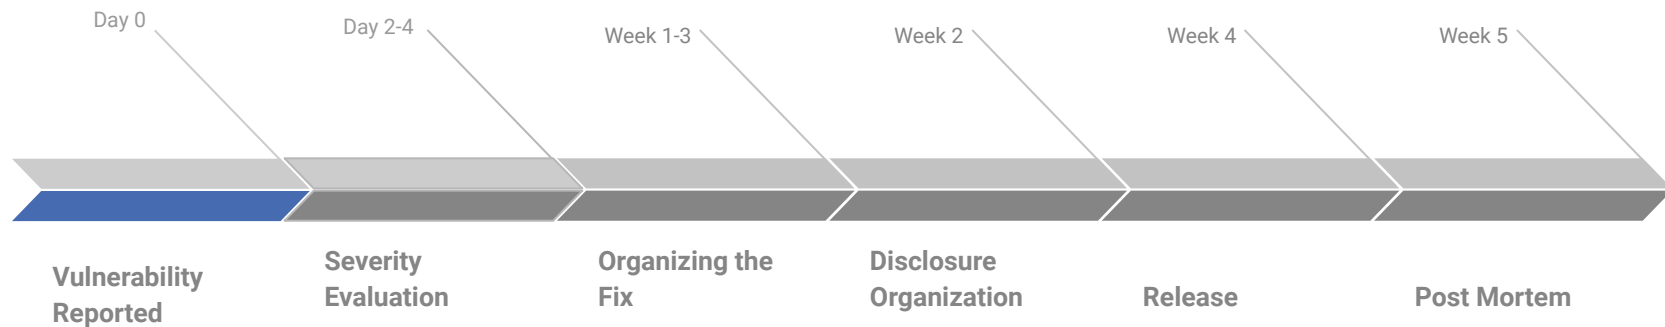 Day 0
Day 2-4
Week 1-3
Week 2
Week 4
Week 5
Vulnerability
Reported
Severity
Evaluation
Organizing the
Fix
Disclosure
Organization
Release
Post Mortem